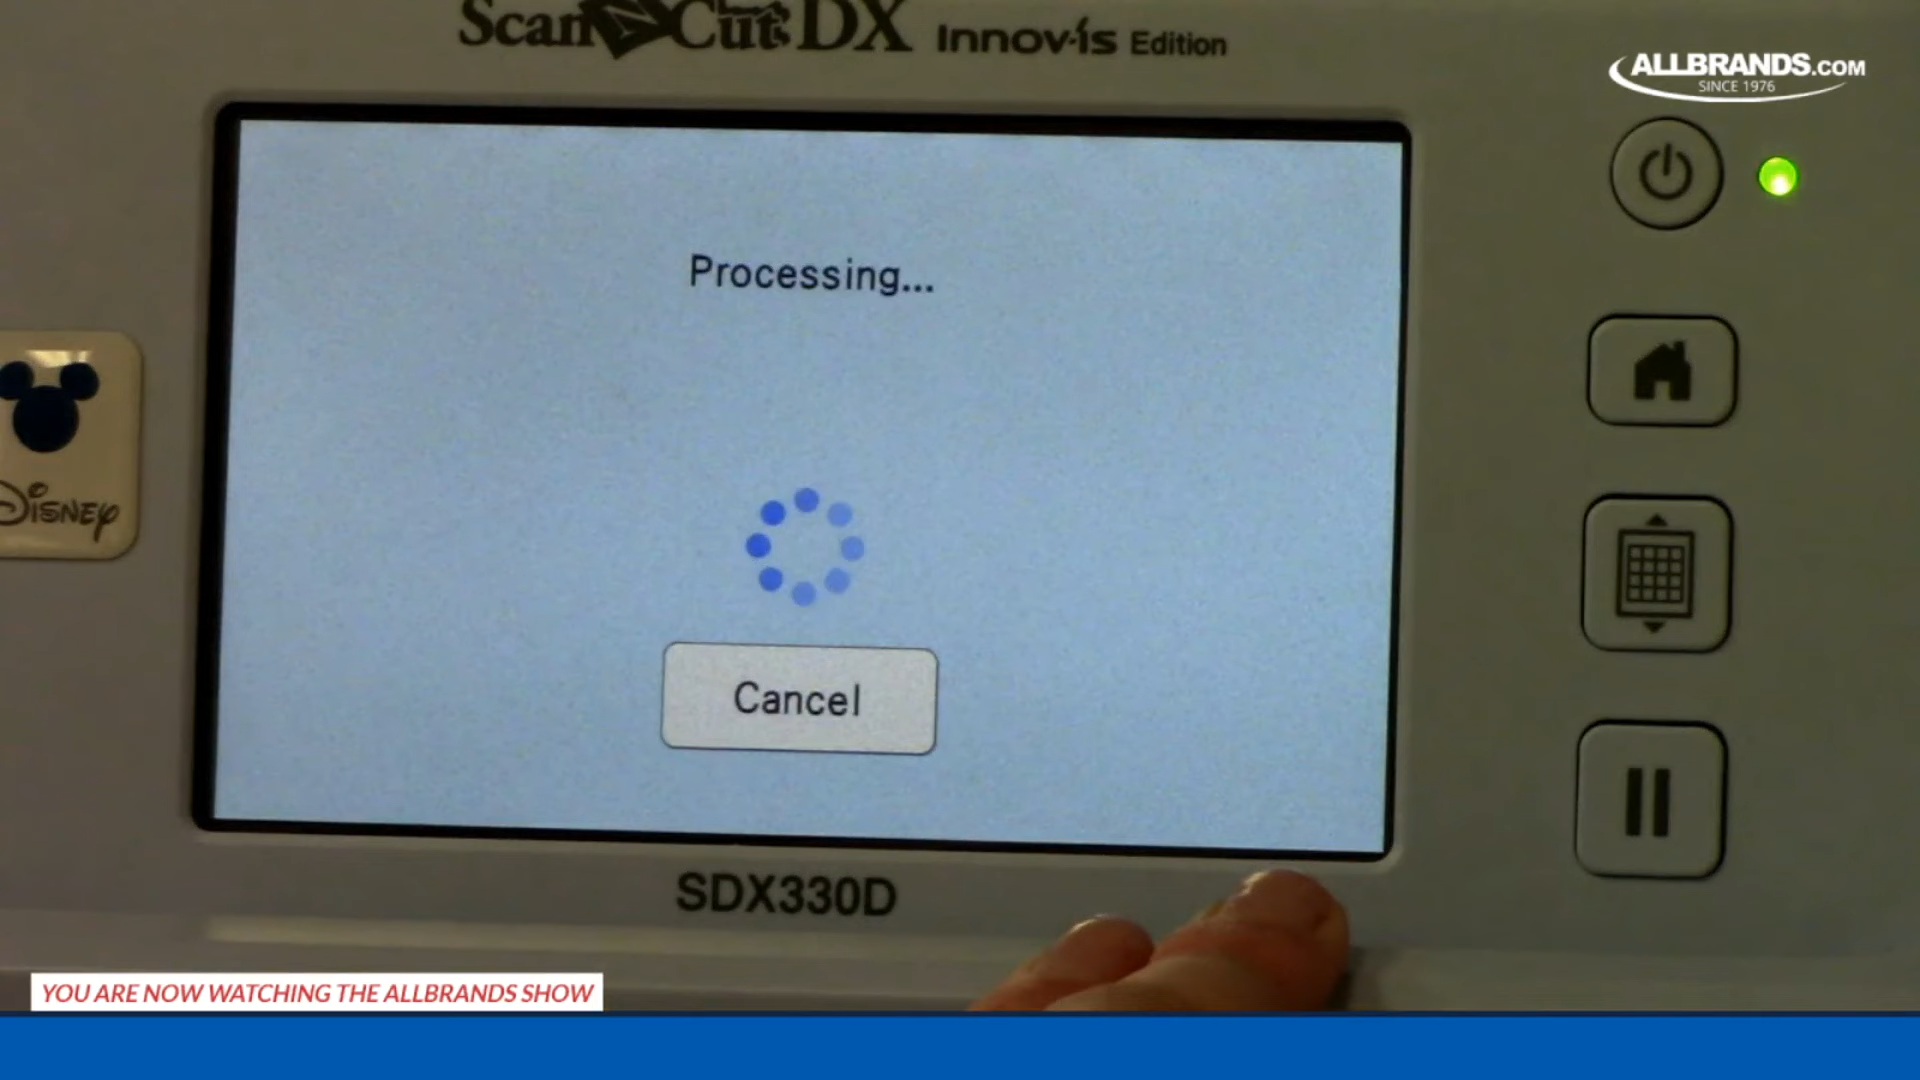 ScanNCut DX Innov-ís Edition
ALLBRANDS.COM
SINCE 1976
Processing...
Disney
Cancel
SDX330D
YOU ARE NOW WATCHING THE ALLBRANDS SHOW